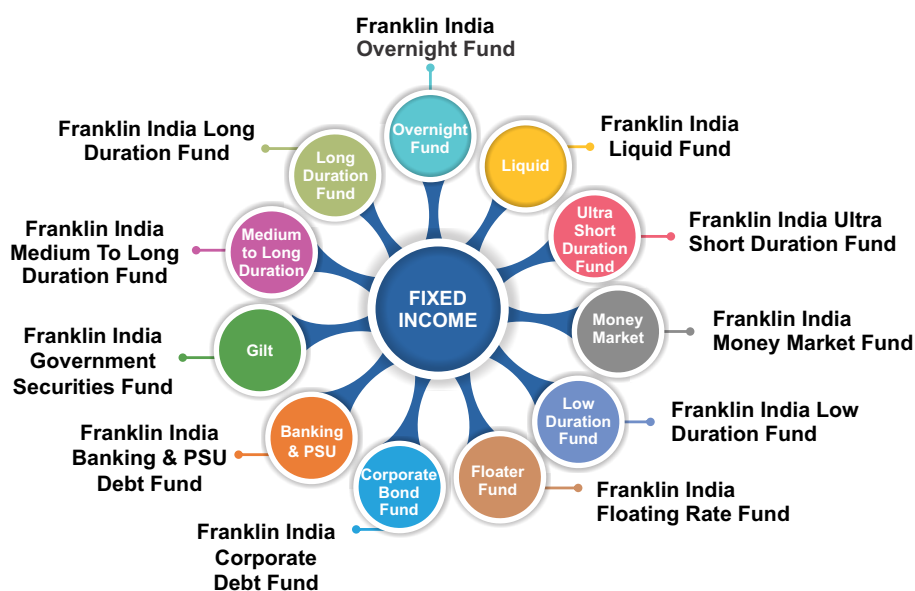 Franklin India
Overnight Fund
Overnight
Fund
Franklin India
Liquid Fund
Liquid
Franklin India Ultra
Short Duration Fund
Ultra
Short
Duration
Fund
Franklin India
Money Market Fund
Money
Market
Franklin India Low
Duration Fund
Low
Duration
Fund
Franklin India
Floating Rate Fund
Floater
Fund
Franklin India
Corporate
Debt Fund
Corporate
Bond
Fund
Franklin India
Banking & PSU
Debt Fund
Banking
& PSU
Franklin India
Government
Securities Fund
Gilt
Franklin India
Medium To Long
Duration Fund
Medium
to Long
Duration
Franklin India Long
Duration Fund
Long
Duration
Fund
FIXED
INCOME